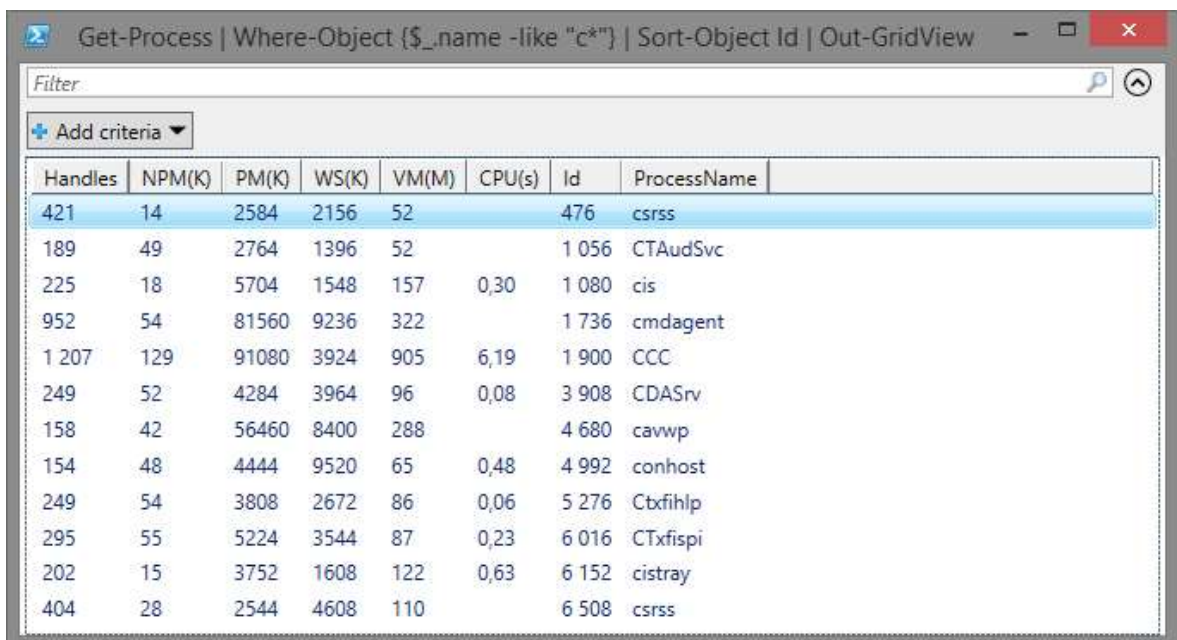 Get-Process | Where-Object {$_.name -like "c*"} | Sort-Object Id | Out-GridView
Filter
Add criteria
Handles NPM(K) PM(K) WS(K) VM(M) CPU(s) Id ProcessName
421 14 2584 2156 52 476 csrss
189 49 2764 1396 52 1 056 CTAudSvc
225 18 5704 1548 157 0,30 1 080 cis
952 54 81560 9236 322 1 736 cmdagent
1 207 129 91080 3924 905 6,19 1 900 CCC
249 52 4284 3964 96 0,08 3 908 CDASrv
158 42 56460 8400 288 4 680 cavwp
154 48 4444 9520 65 0,48 4 992 conhost
249 54 3808 2672 86 0,06 5 276 Ctxfihlp
295 55 5224 3544 87 0,23 6 016 CTxfispi
202 15 3752 1608 122 0,63 6 152 cistray
404 28 2544 4608 110 6 508 csrss